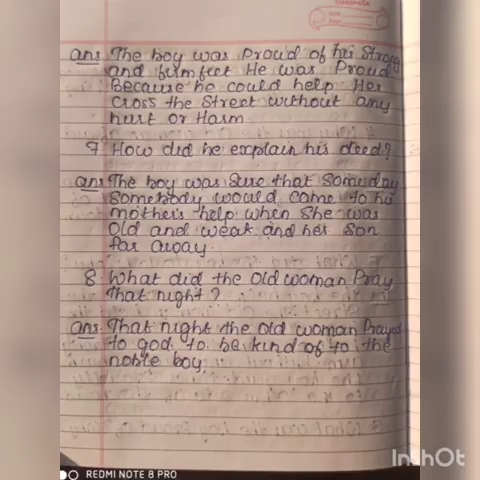 classmate
Date
Page
ans The boy was proud of his strong
and firmfeet He was Proud
Because he could help Her
cross the Street without any
hurt or Harm
7 How did he explain his deed?
ans The boy was Sure that Someday
Somebody would come to his
mother's help when She was
Old and weak and her son
far away.
8 What did the Old woman Pray
That night?
ans That night the old woman Prayed
to god to be kind of to the
noble boy.
REDMI NOTE 8 PRO
InShOt